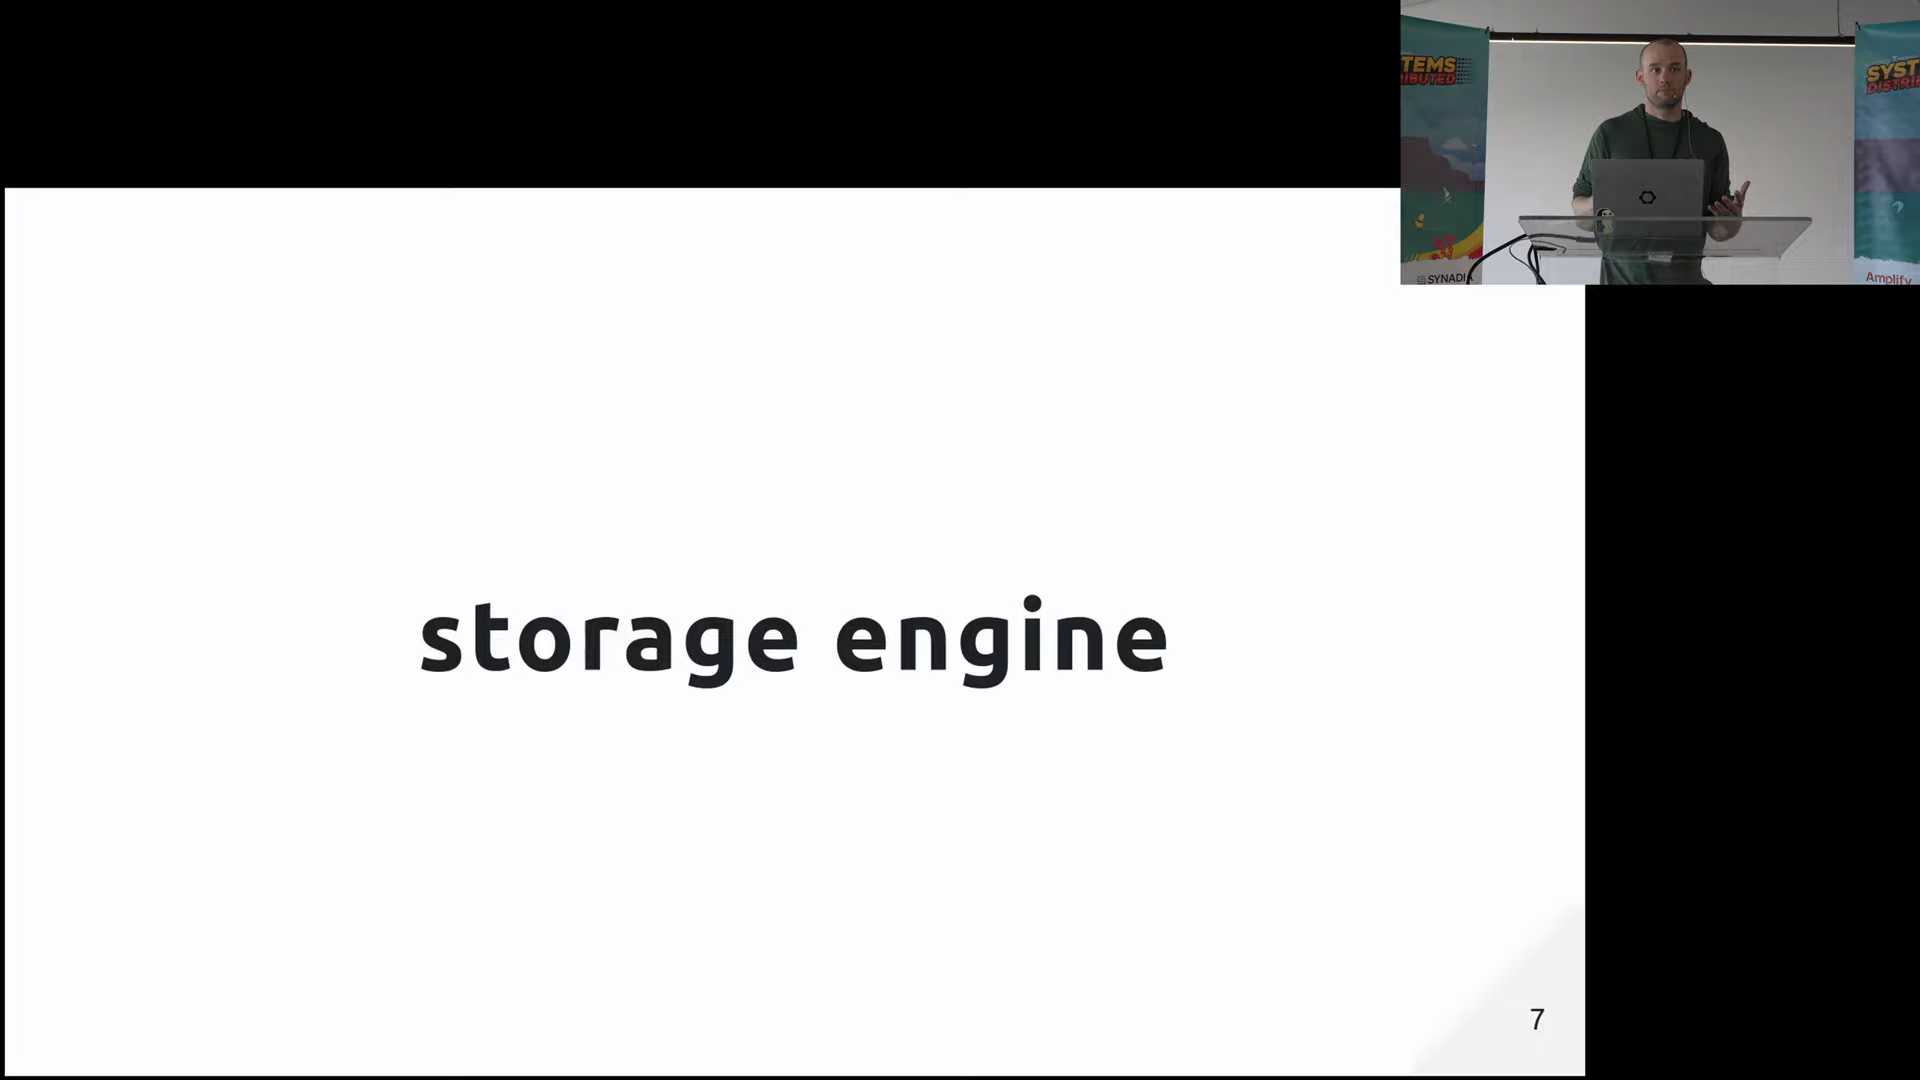 TEMS
IBUTED
SYST
DISTRI
SYNADI
Amplify
storage engine
7